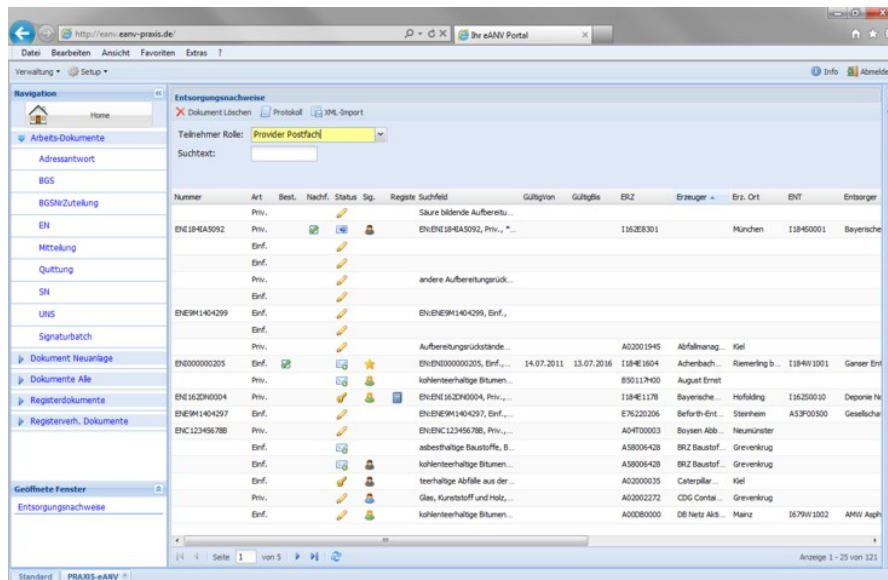 http://eanv.eanv-praxis.de/
Ihr eANV Portal
Datei Bearbeiten Ansicht Favoriten Extras ?
Verwaltung Setup Info Abmelde
Navigation
Home
Arbeits-Dokumente
Adressantwort
BGS
BGSNrZuteilung
EN
Mitteilung
Quittung
SN
UNS
Signaturbatch
Dokument Neuanlage
Dokumente Alle
Registerdokumente
Registerverh. Dokumente
Geöffnete Fenster
Entsorgungsnachweise
Entsorgungsnachweise
Dokument Löschen Protokoll XML-Import
Teilnehmer Rolle: Provider Postfach
Suchtext:
Nummer Art Best. Nachf. Status Sig. Registe Suchfeld GültigVon GültigBis ERZ Erzeuger Erz. Ort ENT Entsorger
Priv. Säure bildende Aufbereitu...
ENI184IA5092 Priv. EN:ENI184IA5092, Priv., "... I162E8301 München I184S0001 Bayerische
Einf.
Einf.
Priv. andere Aufbereitungsrück...
Einf.
ENE9M1404299 Einf. EN:ENE9M1404299, Einf.,
Einf.
Priv. Aufbereitungsrückstände... A02001945 Abfallmanag... Kiel
ENI000000205 Einf. EN:ENI000000205, Einf.,... 14.07.2011 13.07.2016 I184E1604 Achenbach... Riemerling b... I184W1001 Ganser Ent
Priv. kohlenteerhaltige Bitumen... B50117H00 August Ernst
ENI162DN0004 Priv. EN:ENI162DN0004, Priv.,... I184E1178 Bayerische... Hofolding I162S0010 Deponie No
ENE9M1404297 Einf. EN:ENE9M1404297, Einf.,... E76220206 Beforth-Ent... Steinheim A53F00500 Gesellscha
ENC12345678B Priv. EN:ENC12345678B, Priv.,... A04T00003 Boysen Abb... Neumünster
Einf. asbesthaltige Baustoffe, B... A58006428 BRZ Baustof... Grevenkrug
Einf. kohlenteerhaltige Bitumen... A58006428 BRZ Baustof... Grevenkrug
Einf. teerhaltige Abfälle aus der... A02000035 Caterpillar... Kiel
Priv. Glas, Kunststoff und Holz,... A02002272 CDG Contai... Grevenkrug
Einf. kohlenteerhaltige Bitumen... A00DB0000 DB Netz Akti... Mainz I679W1002 AMW Asph
Seite 1 von 5 Anzeige 1 - 25 von 121
Standard PRAXIS-eANV